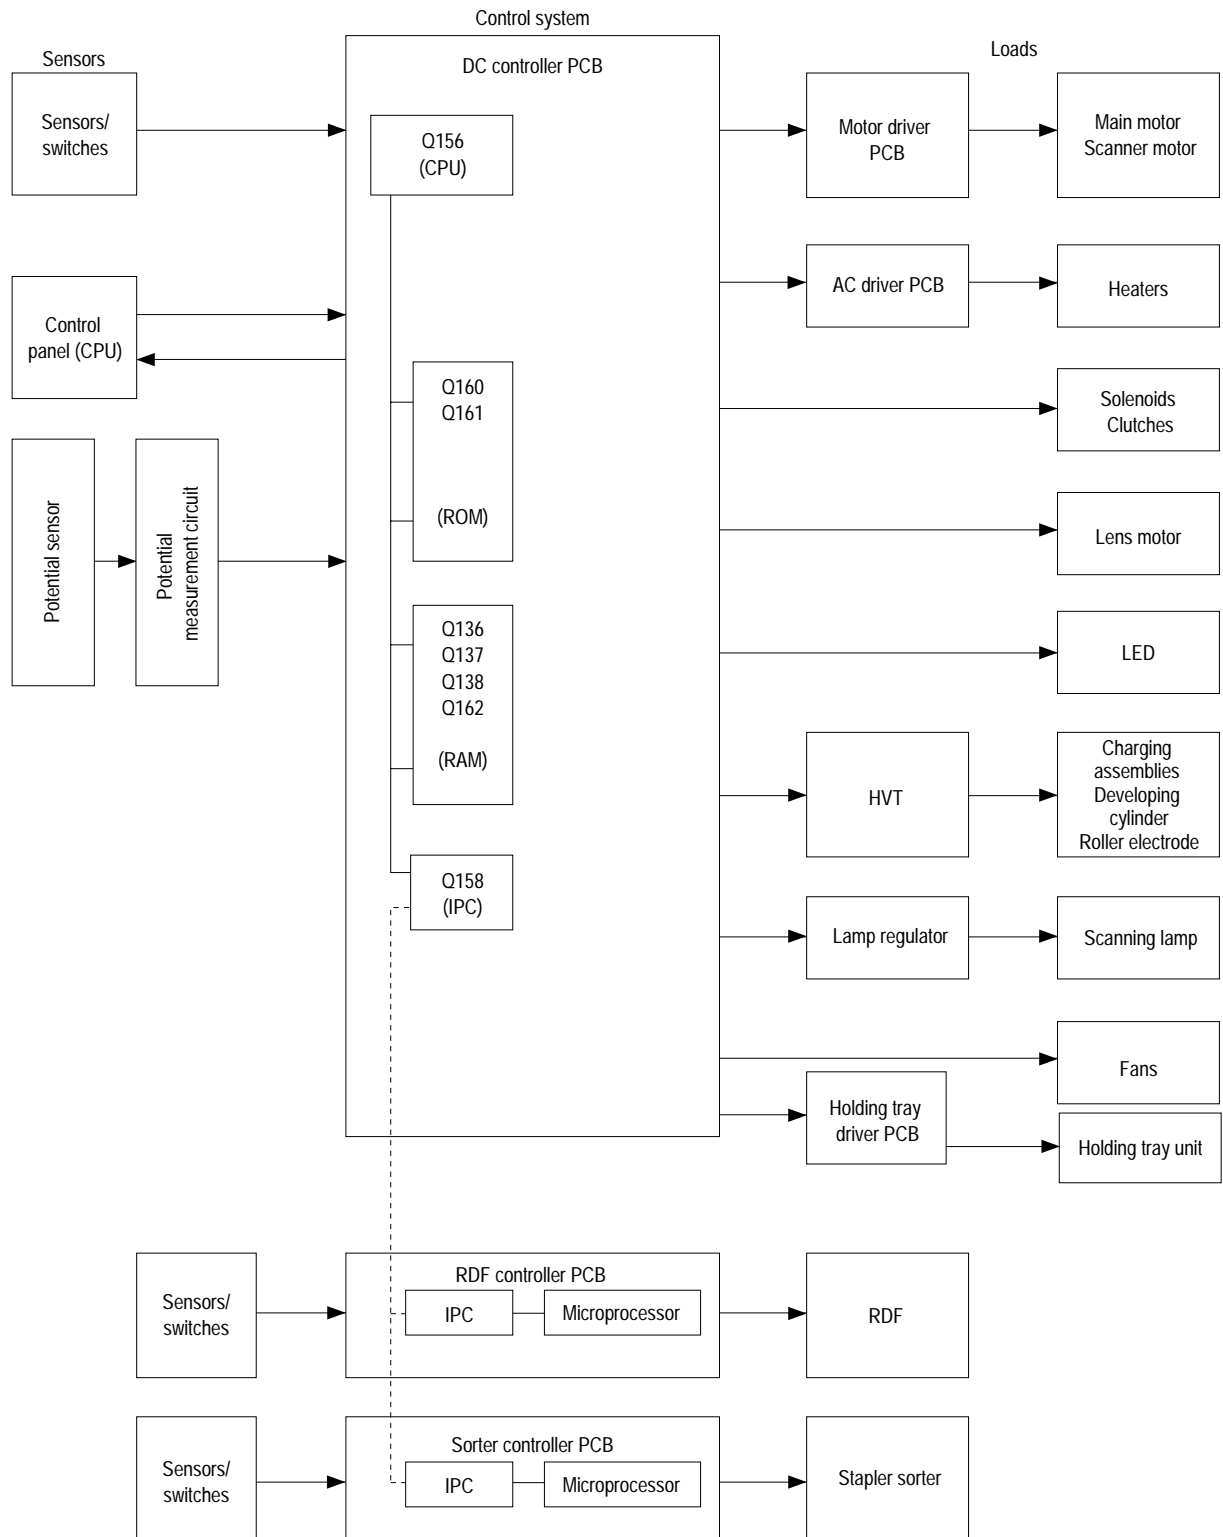 Control system
Sensors
Loads
DC controller PCB
Sensors/
switches
Q156
(CPU)
Motor driver
PCB
Main motor
Scanner motor
Control
panel (CPU)
AC driver PCB
Heaters
Q160
Q161
(ROM)
Solenoids
Clutches
Potential sensor
Potential
measurement circuit
Lens motor
Q136
Q137
Q138
Q162
(RAM)
LED
HVT
Charging
assemblies
Developing
cylinder
Roller electrode
Q158
(IPC)
Lamp regulator
Scanning lamp
Fans
Holding tray
driver PCB
Holding tray unit
Sensors/
switches
RDF controller PCB
IPC
Microprocessor
RDF
Sensors/
switches
Sorter controller PCB
IPC
Microprocessor
Stapler sorter